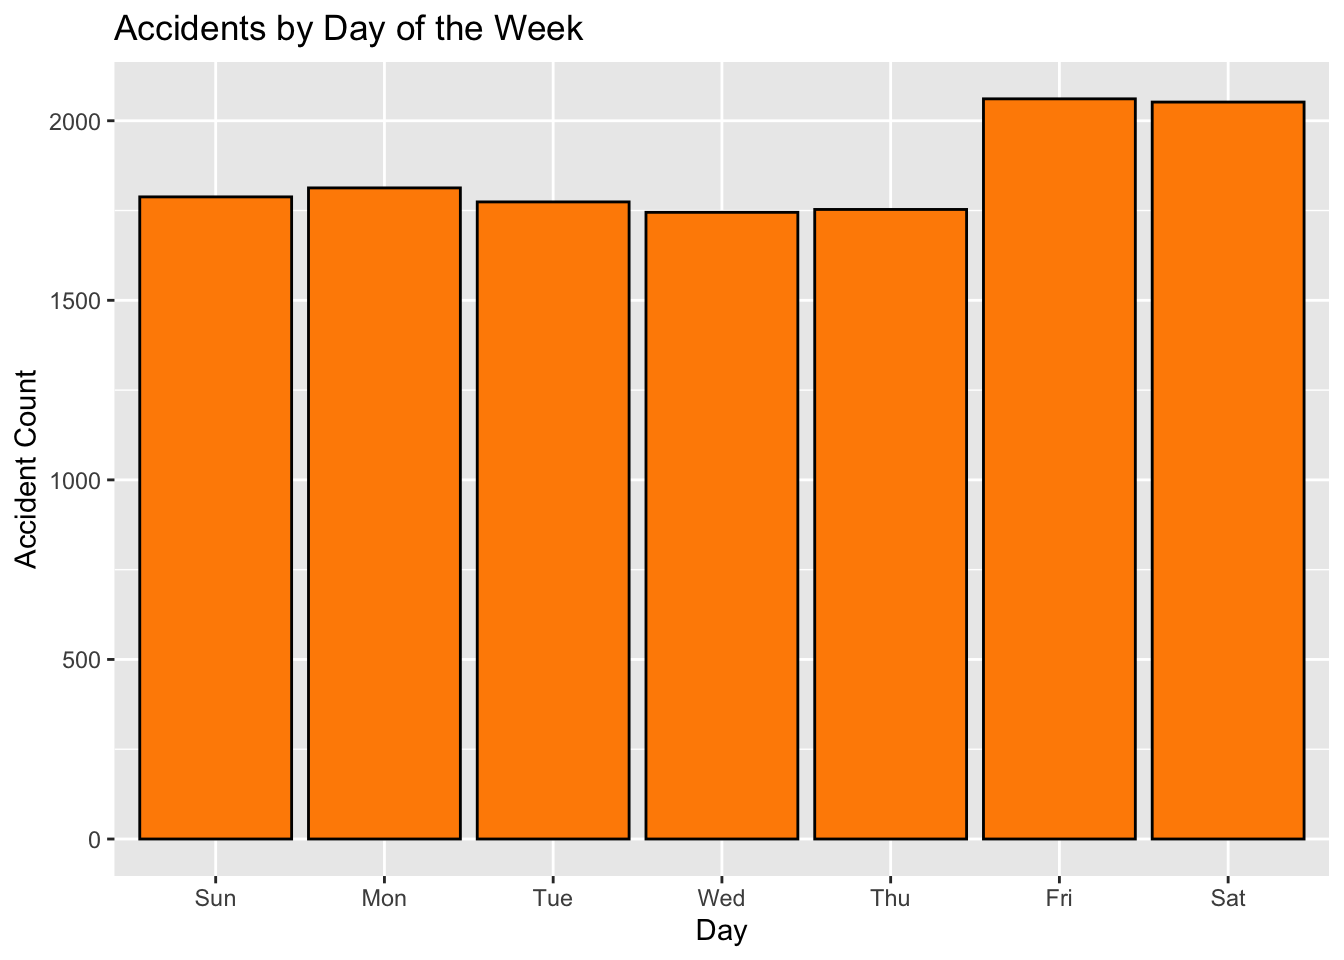 Accidents by Day of the Week
Accident Count
2000
1500
1000
500
0
Sun Mon Tue Wed Thu Fri Sat
Day